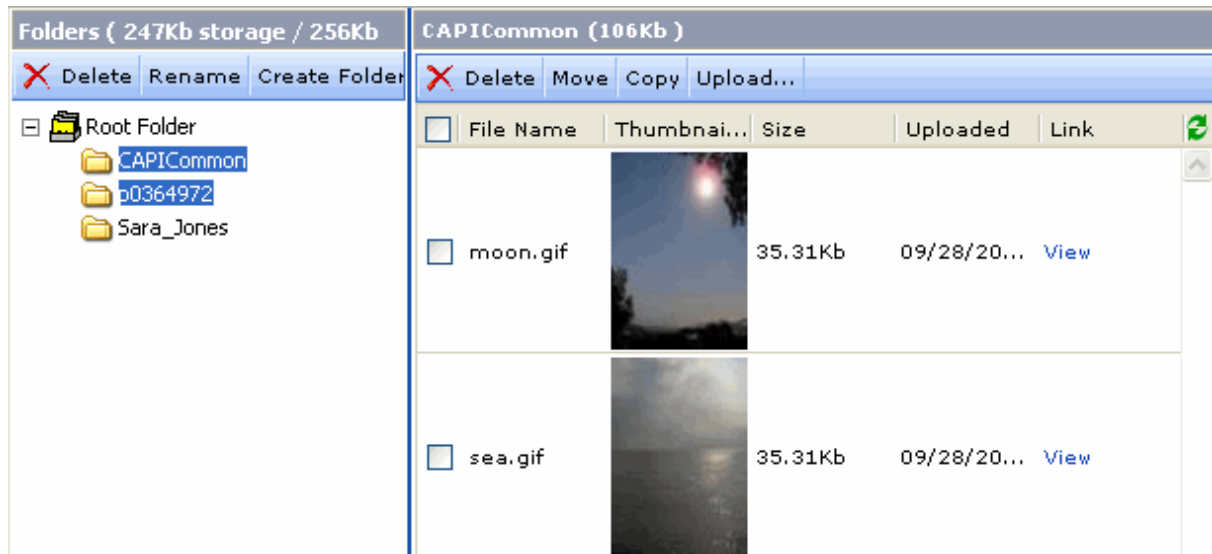 Folders ( 247Kb storage / 256Kb
Delete Rename Create Folder
Root Folder
CAPICommon
p0364972
Sara_Jones
CAPICommon (106Kb )
Delete Move Copy Upload...
File Name Thumbnai... Size Uploaded Link
moon.gif 35.31Kb 09/28/20... View
sea.gif 35.31Kb 09/28/20... View